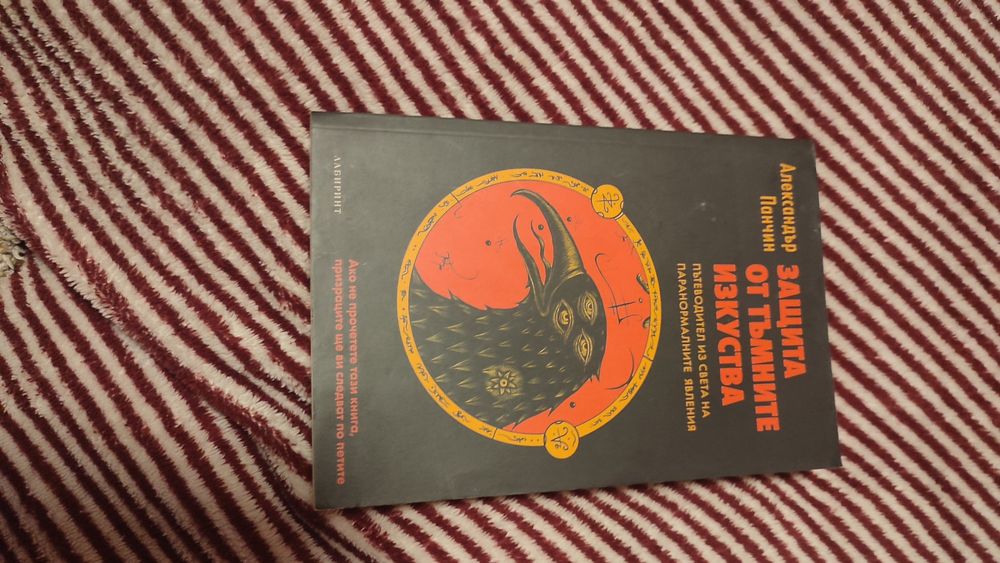 Александър
Панчин
ЗАЩИТА
ОТ ТЪМНИТЕ
ИЗКУСТВА
ПЪТЕВОДИТЕЛ ИЗ СВЕТА НА
ПАРАНОРМАЛНИТЕ ЯВЛЕНИЯ
Ако не прочетете тази книга,
призраците ще ви следват по петите
ЛАБИРИНТ